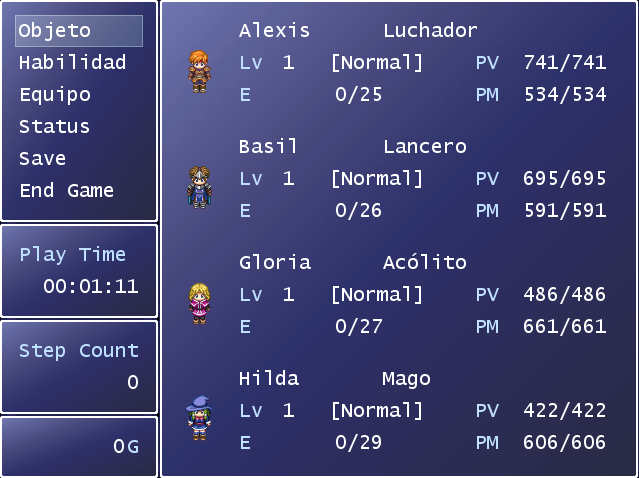 Objeto
Habilidad
Equipo
Status
Save
End Game
Play Time
00:01:11
Step Count
0
0G
Alexis Luchador
Lv 1 [Normal] PV 741/741
E 0/25 PM 534/534
Basil Lancero
Lv 1 [Normal] PV 695/695
E 0/26 PM 591/591
Gloria Acólito
Lv 1 [Normal] PV 486/486
E 0/27 PM 661/661
Hilda Mago
Lv 1 [Normal] PV 422/422
E 0/29 PM 606/606